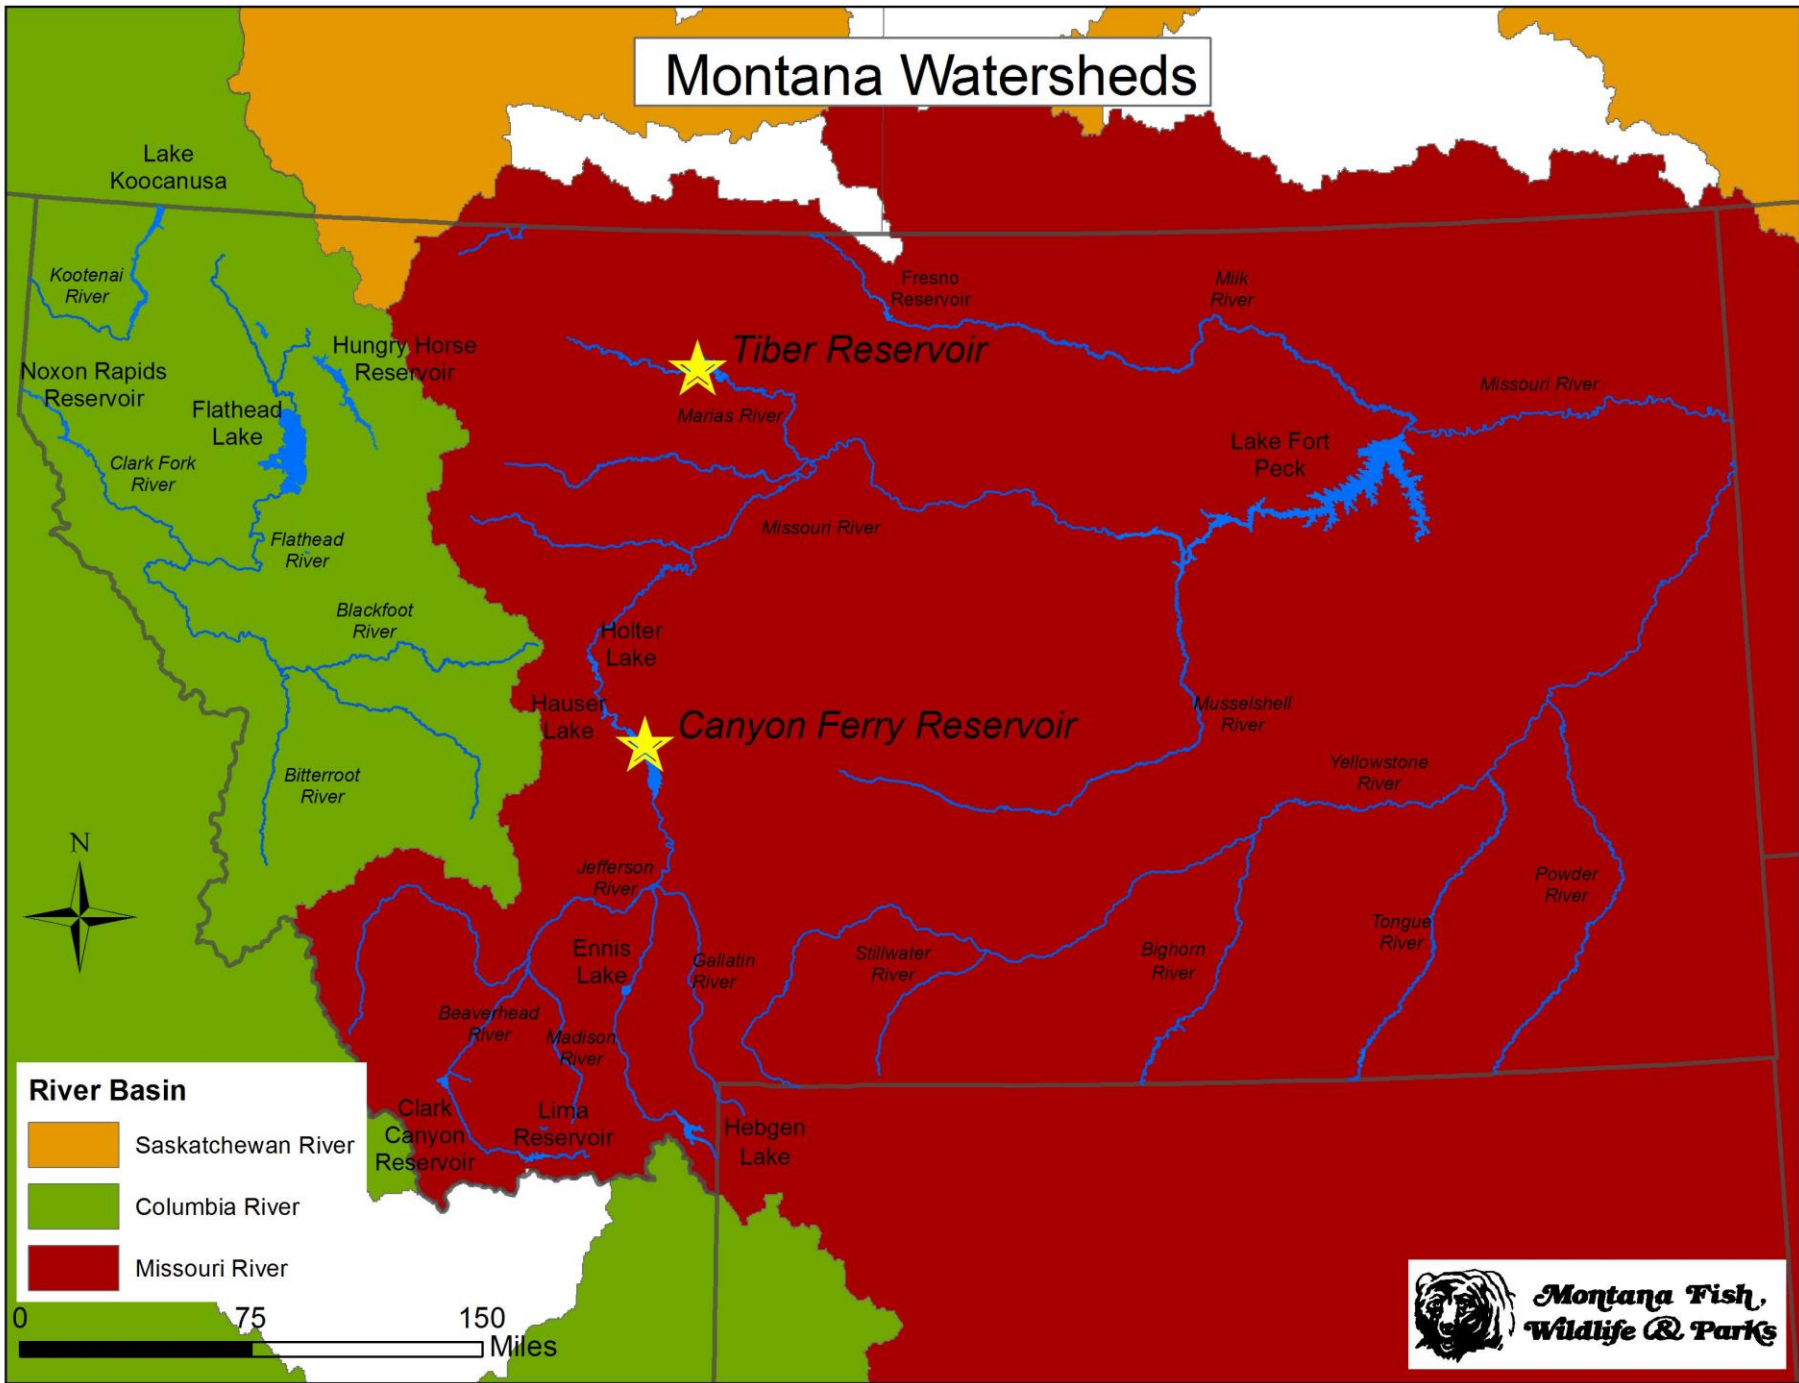 Montana Watersheds
Lake
Koocanusa
Kootenai
River
Fresno
Reservoir
Milk
River
Hungry Horse
Reservoir
Tiber Reservoir
Noxon Rapids
Reservoir
Flathead
Lake
Marias River
Missouri River
Lake Fort
Peck
Clark Fork
River
Flathead
River
Missouri River
Blackfoot
River
Holter
Lake
Hauser
Lake
Canyon Ferry Reservoir
Musselshell
River
Bitterroot
River
Yellowstone
River
N
Jefferson
River
Powder
River
Ennis
Lake
Gallatin
River
Stillwater
River
Bighorn
River
Tongue
River
Beaverhead
River
Madison
River
Clark
Canyon
Reservoir
Lima
Reservoir
Hebgen
Lake
River Basin
Saskatchewan River
Columbia River
Missouri River
0 75 150
Miles
Montana Fish,
Wildlife & Parks